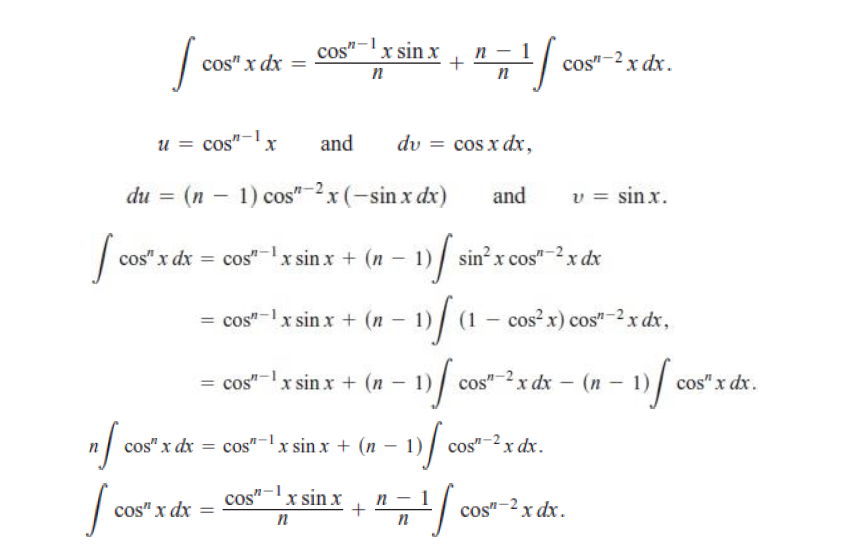 ∫ cosⁿ x dx = (cosⁿ⁻¹ x sin x)/n + (n − 1)/n ∫ cosⁿ⁻² x dx.
u = cosⁿ⁻¹ x and dv = cos x dx,
du = (n − 1) cosⁿ⁻² x (−sin x dx) and v = sin x.
∫ cosⁿ x dx = cosⁿ⁻¹ x sin x + (n − 1) ∫ sin² x cosⁿ⁻² x dx
= cosⁿ⁻¹ x sin x + (n − 1) ∫ (1 − cos² x) cosⁿ⁻² x dx,
= cosⁿ⁻¹ x sin x + (n − 1) ∫ cosⁿ⁻² x dx − (n − 1) ∫ cosⁿ x dx.
n ∫ cosⁿ x dx = cosⁿ⁻¹ x sin x + (n − 1) ∫ cosⁿ⁻² x dx.
∫ cosⁿ x dx = (cosⁿ⁻¹ x sin x)/n + (n − 1)/n ∫ cosⁿ⁻² x dx.